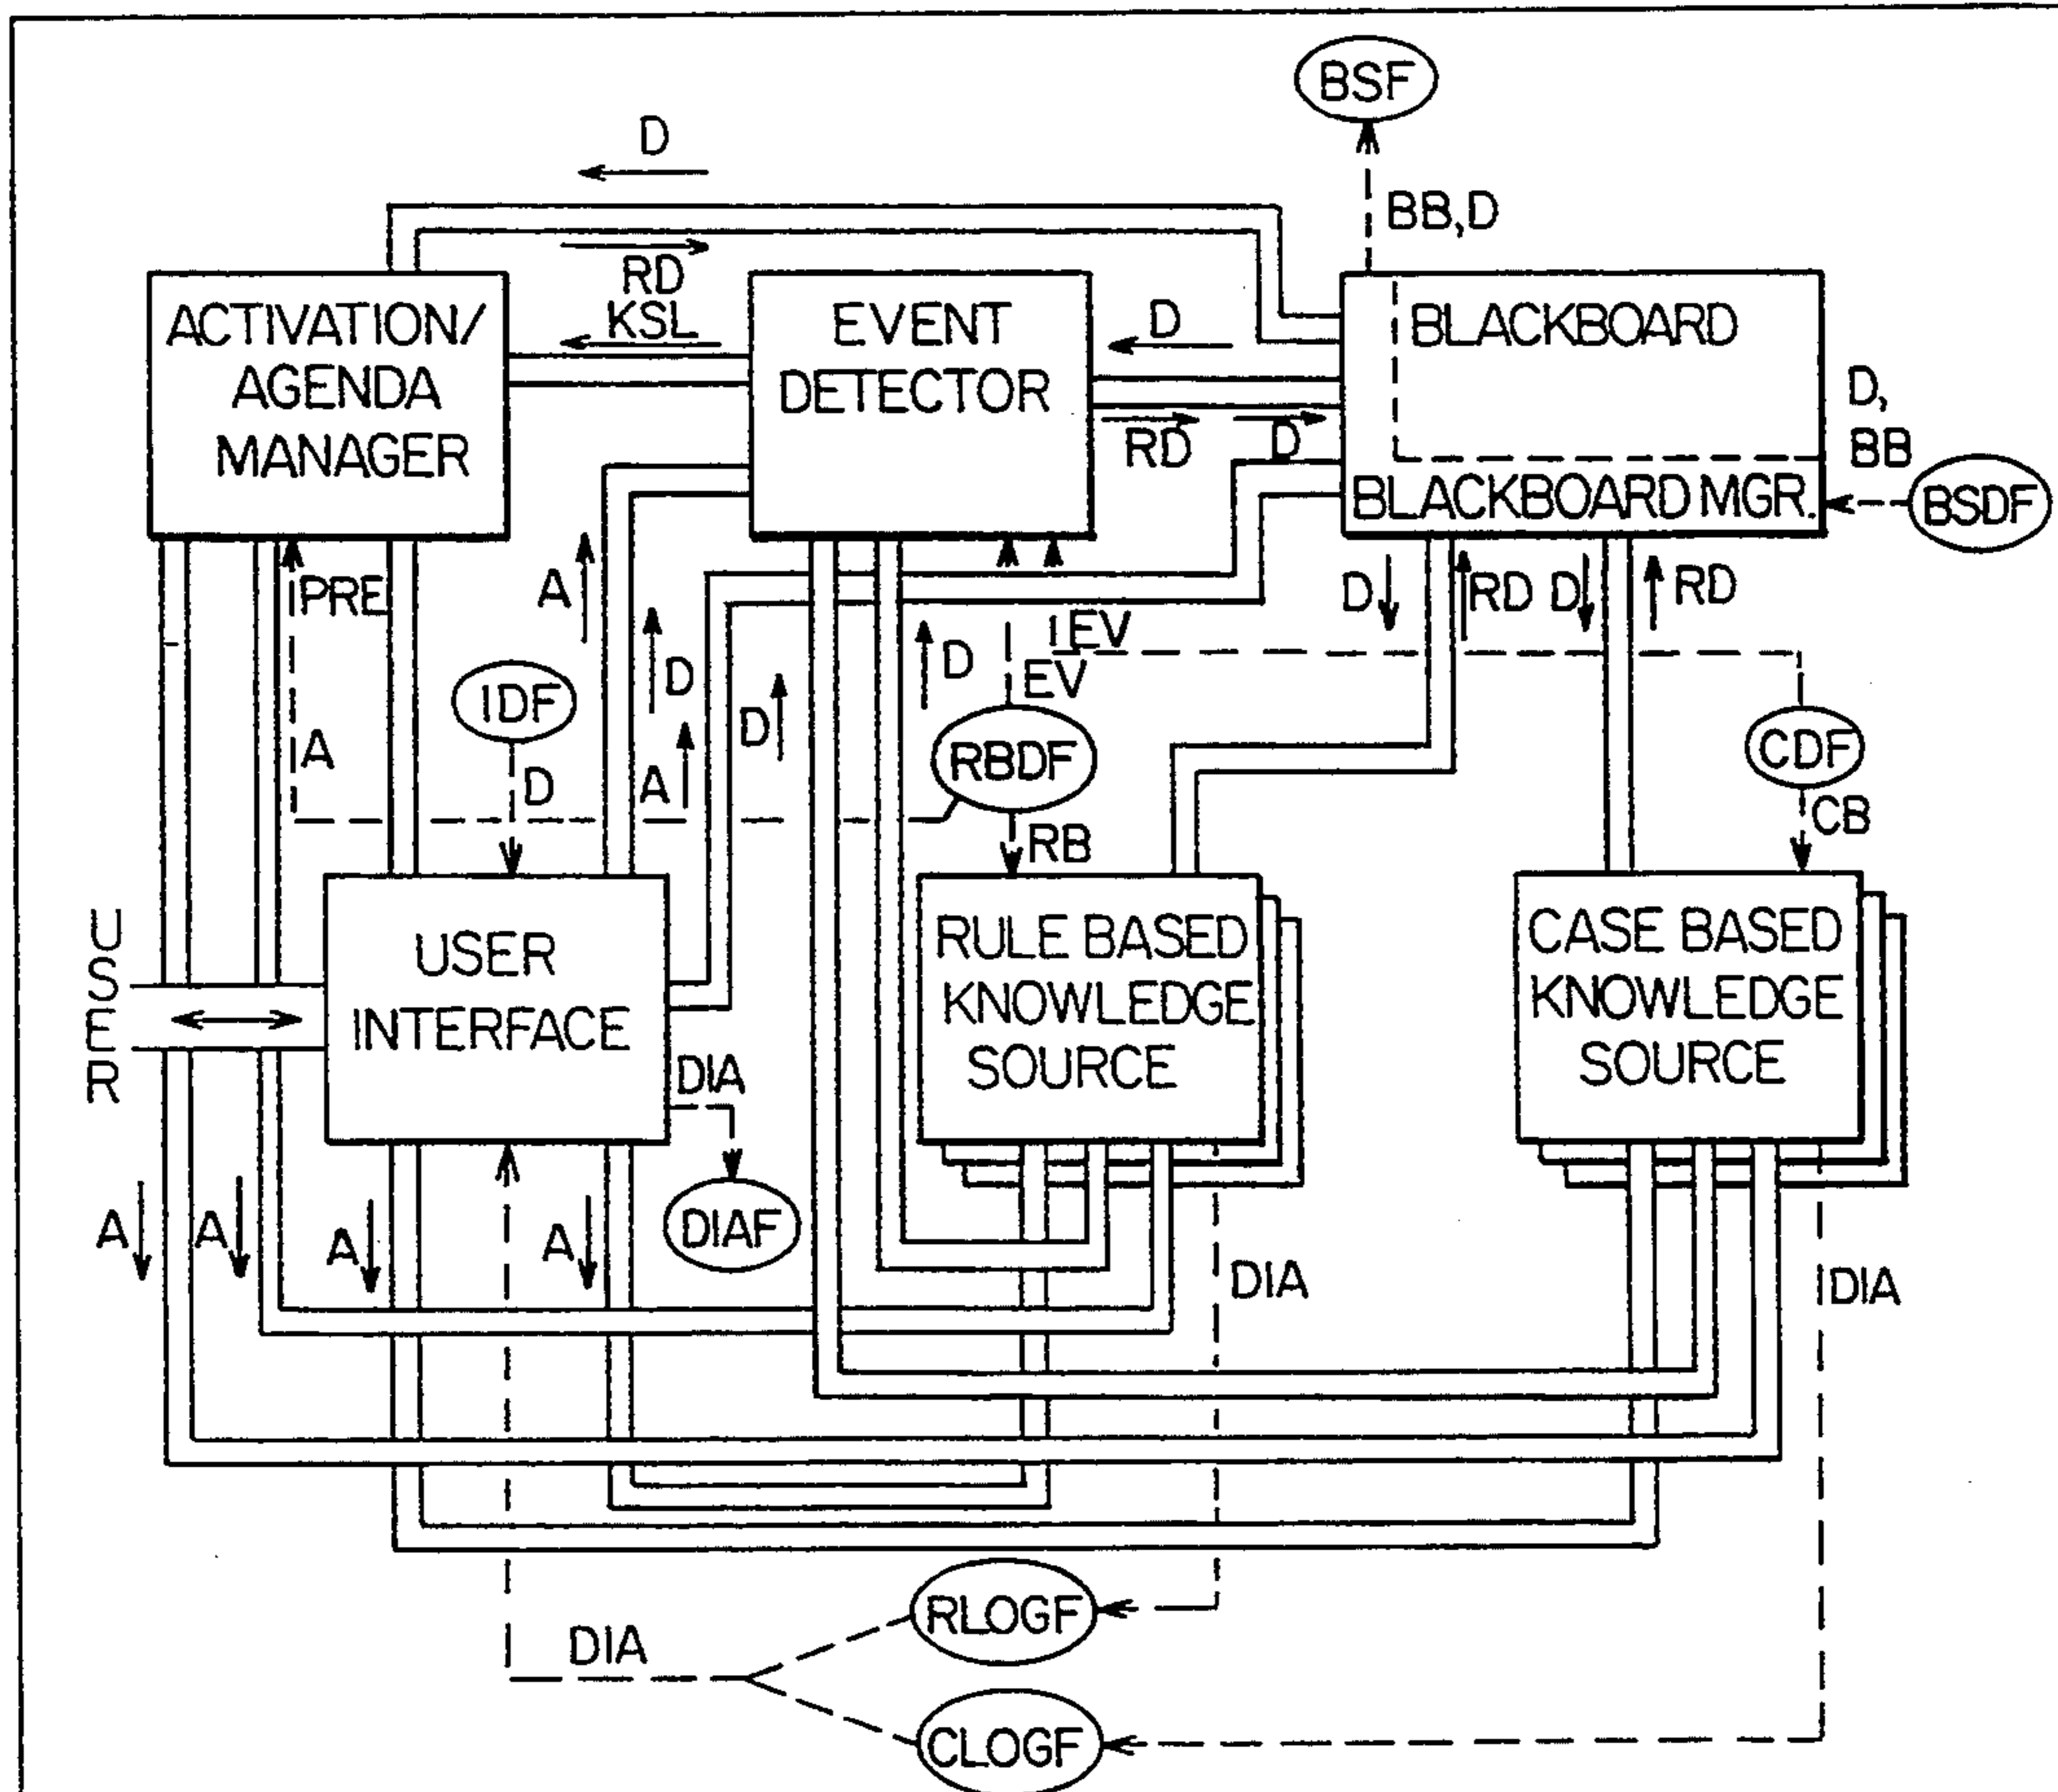 BSF
D
BB,D
RD
KSL
ACTIVATION/
AGENDA
MANAGER
EVENT
DETECTOR
D
BLACKBOARD
D,
BB
RD
D
BLACKBOARD MGR.
BSDF
PRE
A
D
RD
D
RD
EV
EV
D
D
D
IDF
A
D
A
RBDF
CDF
RB
CB
USER
USER
INTERFACE
RULE BASED
KNOWLEDGE
SOURCE
CASE BASED
KNOWLEDGE
SOURCE
DIA
DIAF
A
A
A
A
DIA
DIA
RLOGF
DIA
CLOGF